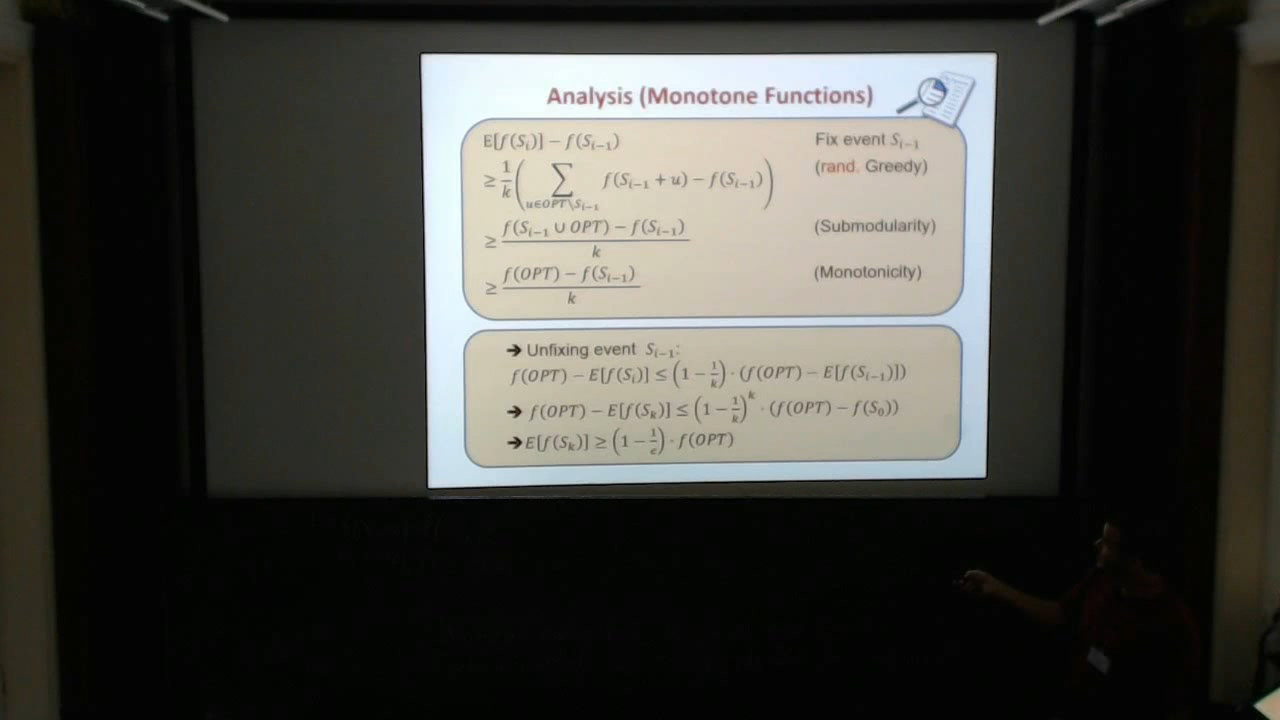 Analysis (Monotone Functions)
E[f(S_i)] − f(S_{i−1}) Fix event S_{i−1}
≥ 1/k ( ∑_{u∈OPT\S_{i−1}} f(S_{i−1} + u) − f(S_{i−1}) ) (rand. Greedy)
≥ f(S_{i−1} ∪ OPT) − f(S_{i−1}) / k (Submodularity)
≥ f(OPT) − f(S_{i−1}) / k (Monotonicity)
➔ Unfixing event S_{i−1}:
f(OPT) − E[f(S_i)] ≤ (1 − 1/k) · (f(OPT) − E[f(S_{i−1})])
➔ f(OPT) − E[f(S_k)] ≤ (1 − 1/k)^k · (f(OPT) − f(S_0))
➔ E[f(S_k)] ≥ (1 − 1/e) · f(OPT)